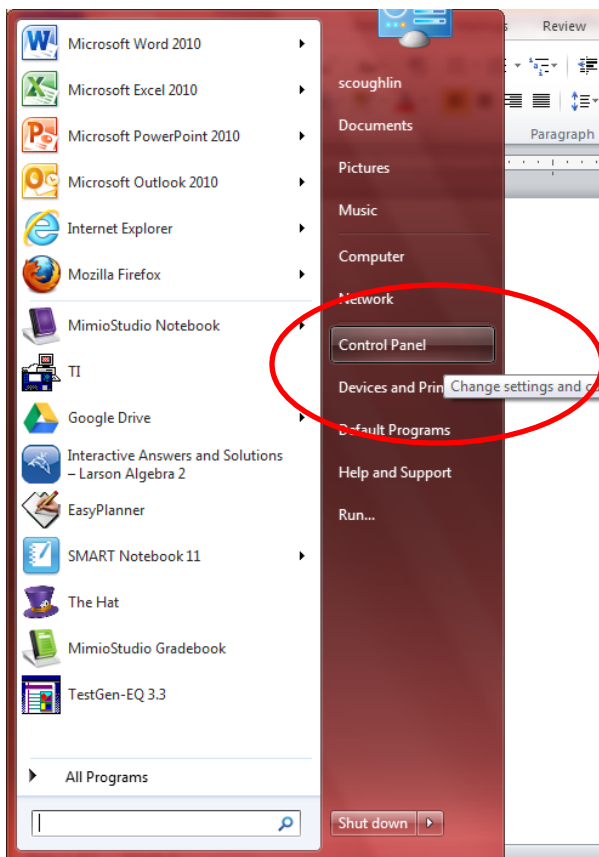 Microsoft Word 2010
Microsoft Excel 2010
Microsoft PowerPoint 2010
Microsoft Outlook 2010
Internet Explorer
Mozilla Firefox
MimioStudio Notebook
TI
Google Drive
Interactive Answers and Solutions
– Larson Algebra 2
EasyPlanner
SMART Notebook 11
The Hat
MimioStudio Gradebook
TestGen-EQ 3.3
All Programs
scoughlin
Documents
Pictures
Music
Computer
Network
Control Panel
Devices and Prin
Change settings and cu
Default Programs
Help and Support
Run...
Shut down
s
Review
Paragraph